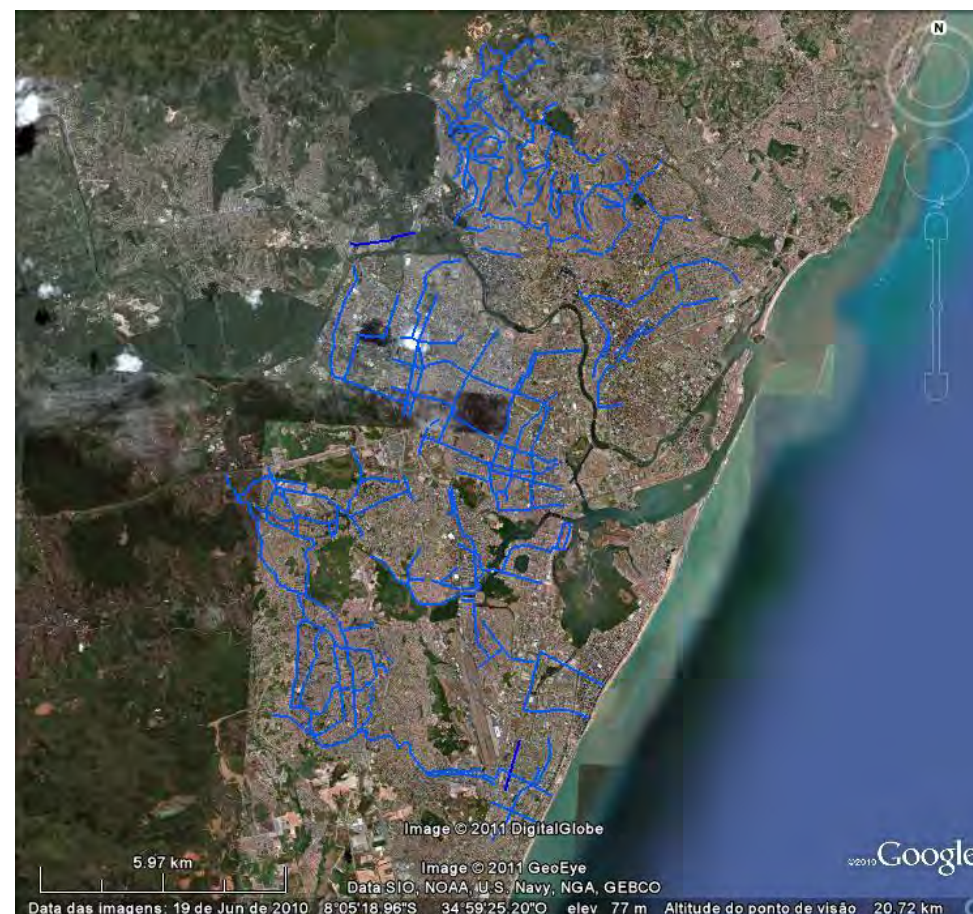 N
Image © 2011 DigitalGlobe
5.97 km
Image © 2011 GeoEye
©2010 Google
Data SIO, NOAA, U.S. Navy, NGA, GEBCO
Data das imagens: 19 de Jun de 2010 8°05'18.96"S 34°59'25.20"O elev 77 m Altitude do ponto de visão 20.72 km